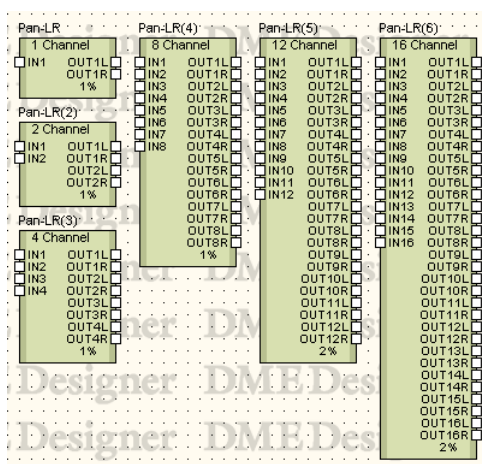 Pan-LR
1 Channel
IN1 OUT1L
OUT1R
1%
Pan-LR(2)
2 Channel
IN1 OUT1L
IN2 OUT1R
OUT2L
OUT2R
1%
Pan-LR(3)
4 Channel
IN1 OUT1L
IN2 OUT1R
IN3 OUT2L
IN4 OUT2R
OUT3L
OUT3R
OUT4L
OUT4R
1%
Pan-LR(4)
8 Channel
IN1 OUT1L
IN2 OUT1R
IN3 OUT2L
IN4 OUT2R
IN5 OUT3L
IN6 OUT3R
IN7 OUT4L
IN8 OUT4R
OUT5L
OUT5R
OUT6L
OUT6R
OUT7L
OUT7R
OUT8L
OUT8R
1%
Pan-LR(5)
12 Channel
IN1 OUT1L
IN2 OUT1R
IN3 OUT2L
IN4 OUT2R
IN5 OUT3L
IN6 OUT3R
IN7 OUT4L
IN8 OUT4R
IN9 OUT5L
IN10 OUT5R
IN11 OUT6L
IN12 OUT6R
OUT7L
OUT7R
OUT8L
OUT8R
OUT9L
OUT9R
OUT10L
OUT10R
OUT11L
OUT11R
OUT12L
OUT12R
2%
Pan-LR(6)
16 Channel
IN1 OUT1L
IN2 OUT1R
IN3 OUT2L
IN4 OUT2R
IN5 OUT3L
IN6 OUT3R
IN7 OUT4L
IN8 OUT4R
IN9 OUT5L
IN10 OUT5R
IN11 OUT6L
IN12 OUT6R
IN13 OUT7L
IN14 OUT7R
IN15 OUT8L
IN16 OUT8R
OUT9L
OUT9R
OUT10L
OUT10R
OUT11L
OUT11R
OUT12L
OUT12R
OUT13L
OUT13R
OUT14L
OUT14R
OUT15L
OUT15R
OUT16L
OUT16R
2%
Designer DME Des
Designer DME Des